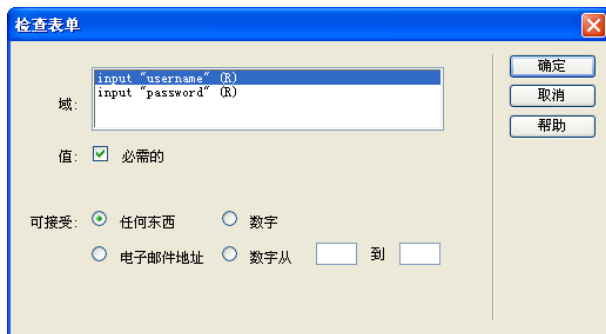 检查表单
域:
input "username" (R)
input "password" (R)
值: 必需的
可接受: 任何东西 数字
电子邮件地址 数字从 到
确定
取消
帮助